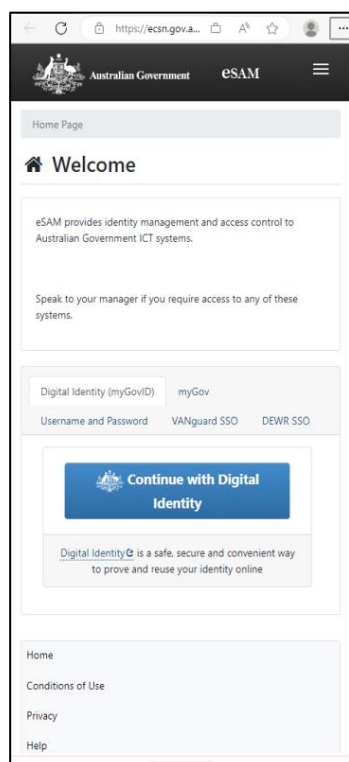 https://ecsn.gov.a...
Australian Government eSAM
Home Page
Welcome
eSAM provides identity management and access control to
Australian Government ICT systems.
Speak to your manager if you require access to any of these
systems.
Digital Identity (myGovID) myGov
Username and Password VANguard SSO DEWR SSO
Continue with Digital
Identity
Digital Identity is a safe, secure and convenient way
to prove and reuse your identity online
Home
Conditions of Use
Privacy
Help